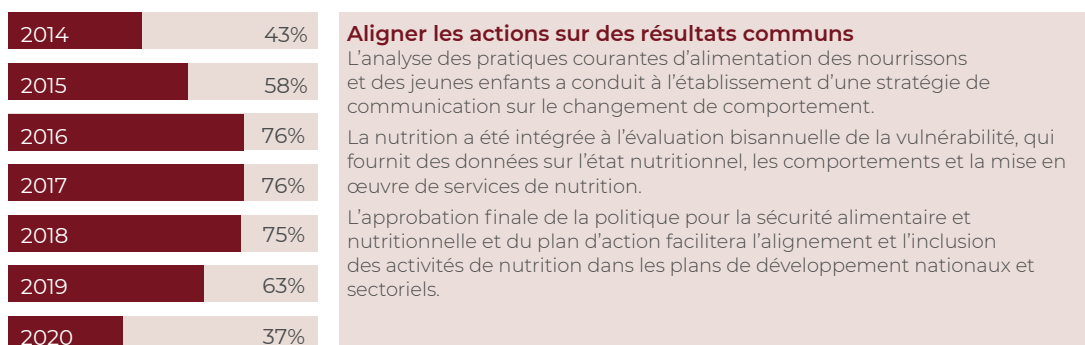 2014 43%
2015 58%
2016 76%
2017 76%
2018 75%
2019 63%
2020 37%
Aligner les actions sur des résultats communs
L’analyse des pratiques courantes d’alimentation des nourrissons
et des jeunes enfants a conduit à l’établissement d’une stratégie de
communication sur le changement de comportement.
La nutrition a été intégrée à l’évaluation bisannuelle de la vulnérabilité, qui
fournit des données sur l’état nutritionnel, les comportements et la mise en
œuvre de services de nutrition.
L’approbation finale de la politique pour la sécurité alimentaire et
nutritionnelle et du plan d’action facilitera l’alignement et l’inclusion
des activités de nutrition dans les plans de développement nationaux et
sectoriels.